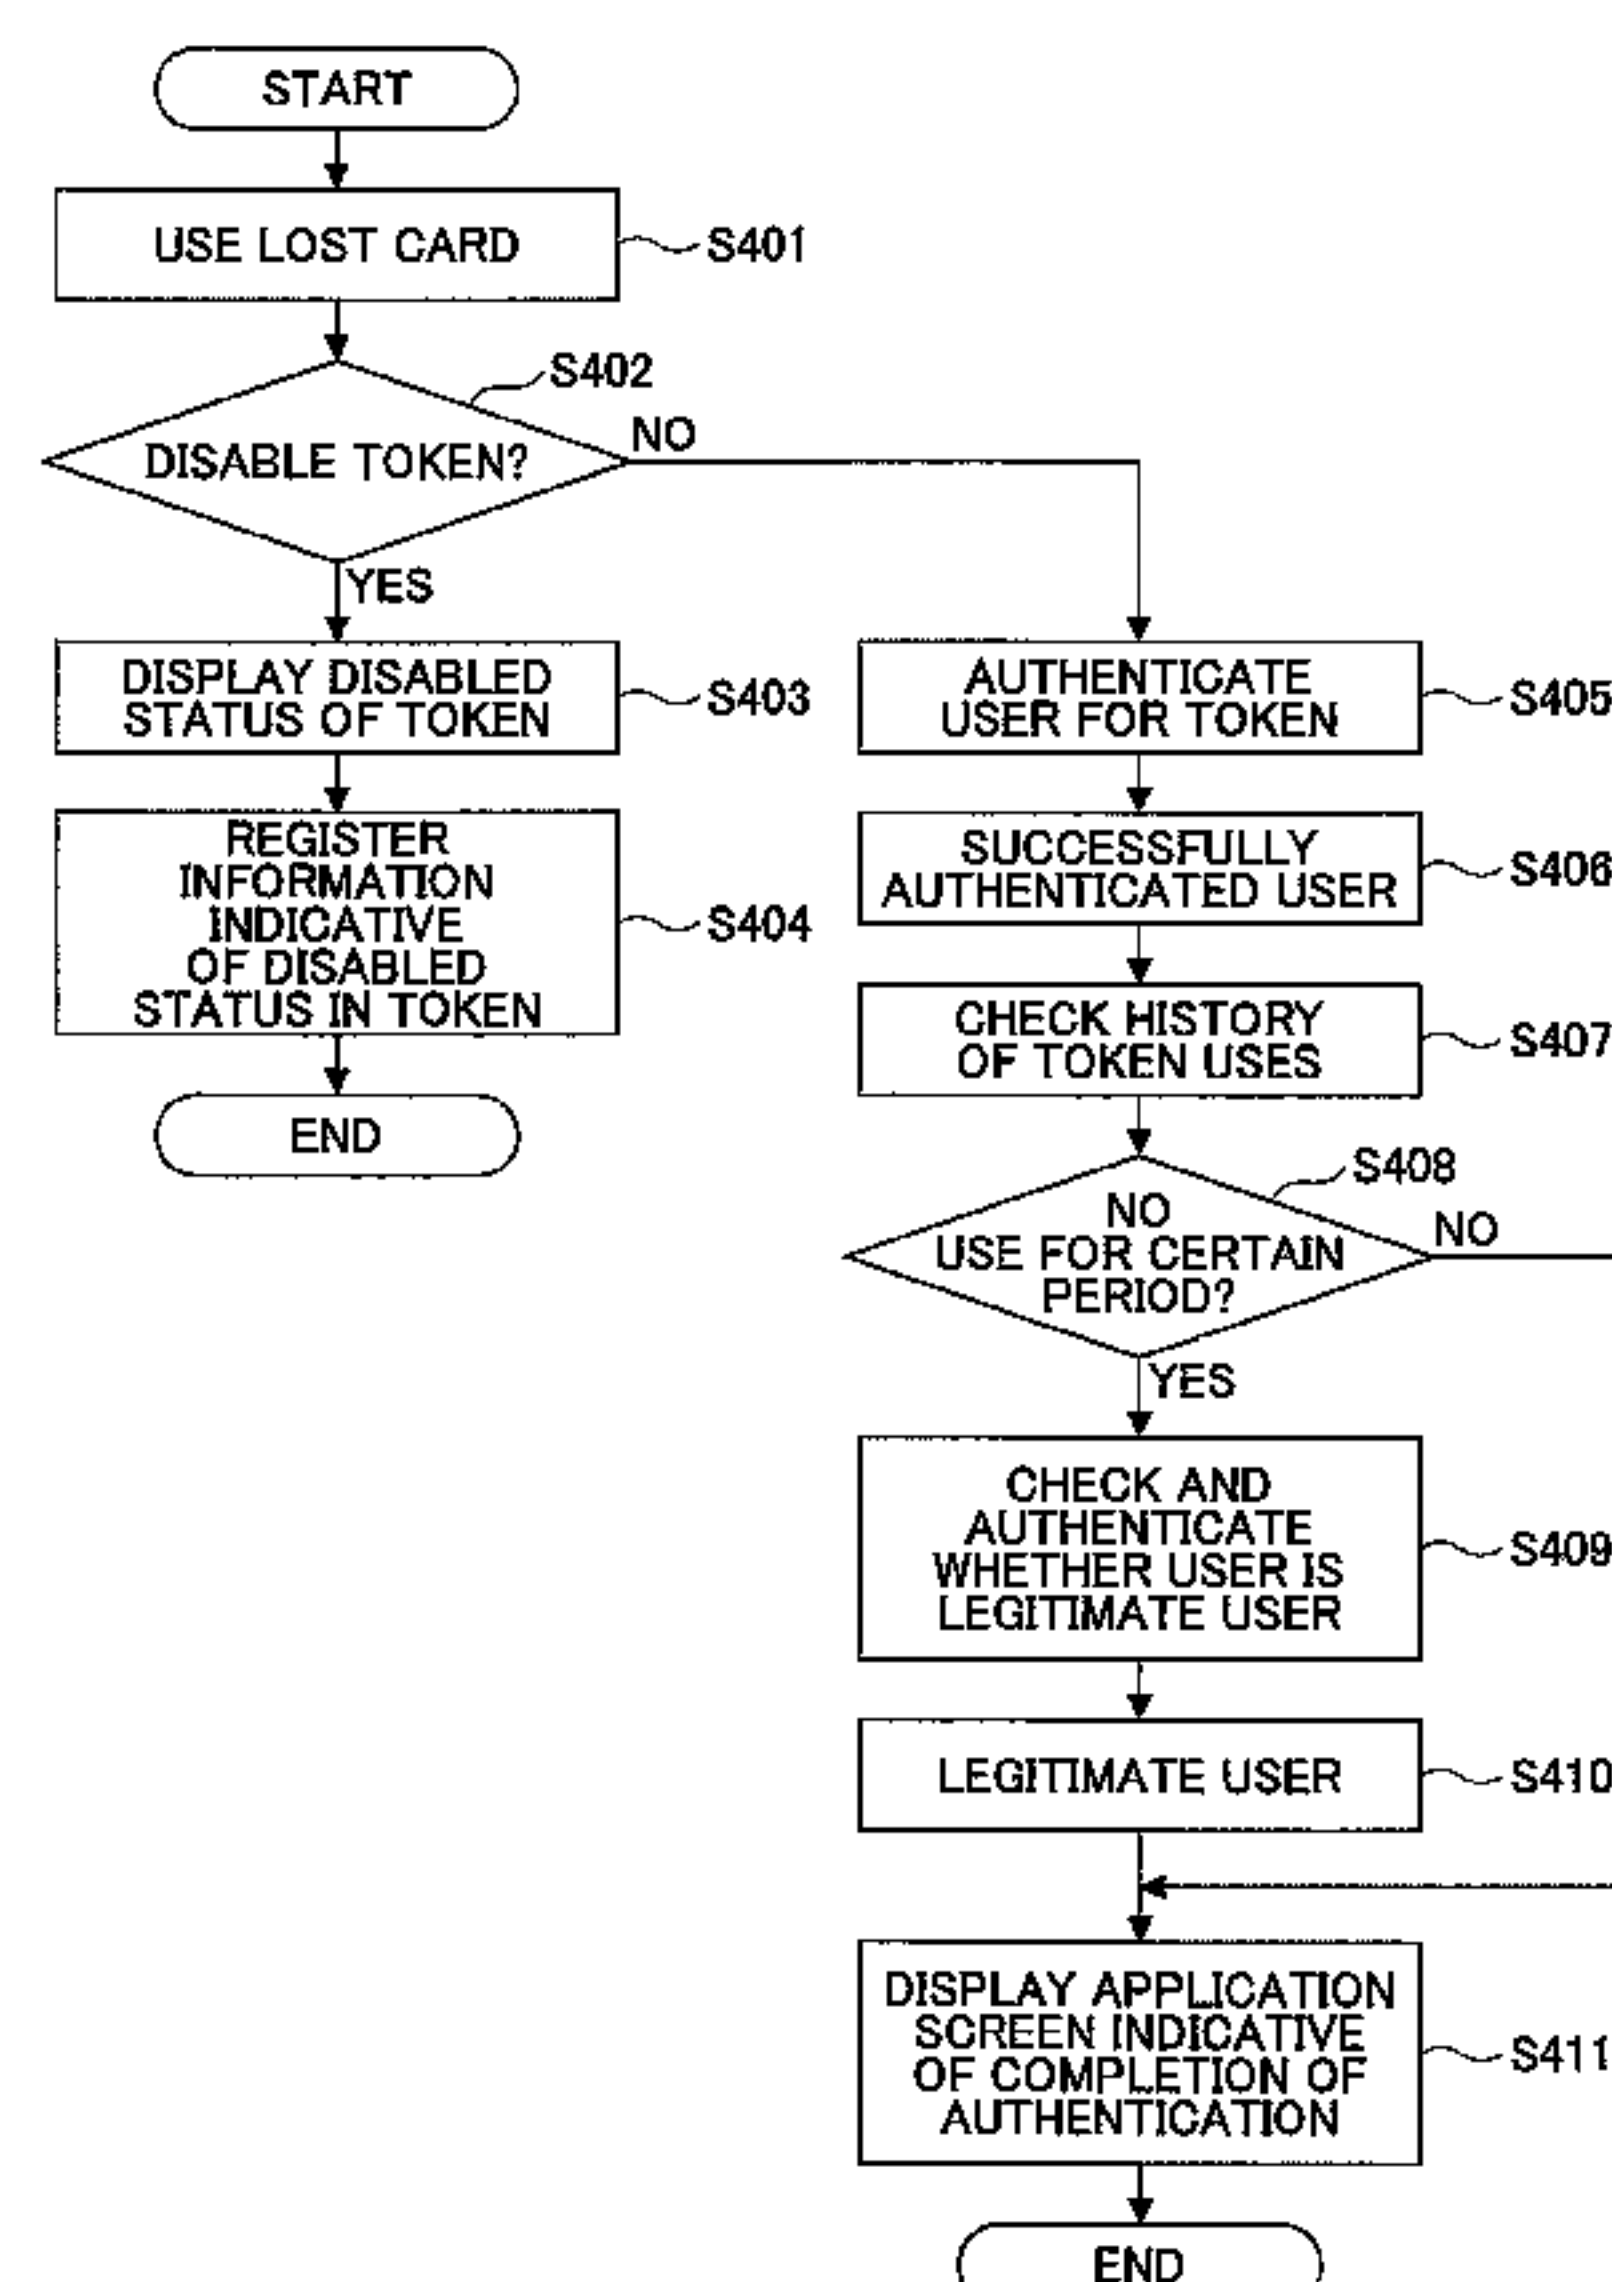 START
USE LOST CARD
S401
S402
DISABLE TOKEN?
NO
YES
DISPLAY DISABLED
STATUS OF TOKEN
S403
REGISTER
INFORMATION
INDICATIVE
OF DISABLED
STATUS IN TOKEN
S404
END
AUTHENTICATE
USER FOR TOKEN
S405
SUCCESSFULLY
AUTHENTICATED USER
S406
CHECK HISTORY
OF TOKEN USES
S407
S408
NO
USE FOR CERTAIN
PERIOD?
NO
YES
CHECK AND
AUTHENTICATE
WHETHER USER IS
LEGITIMATE USER
S409
LEGITIMATE USER
S410
DISPLAY APPLICATION
SCREEN INDICATIVE
OF COMPLETION OF
AUTHENTICATION
S411
END